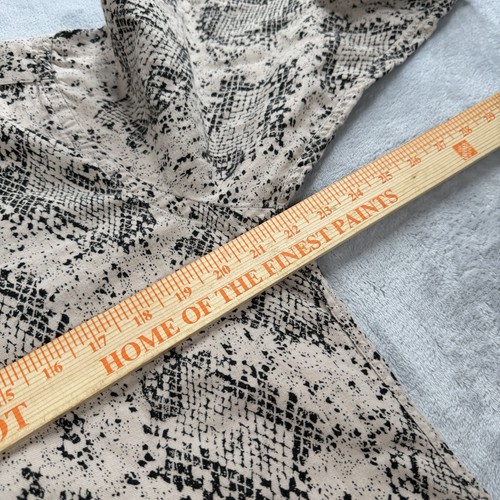 15 16 17 18 19 20 21 22 23 24 25 26 27 28
OT HOME OF THE FINEST PAINTS